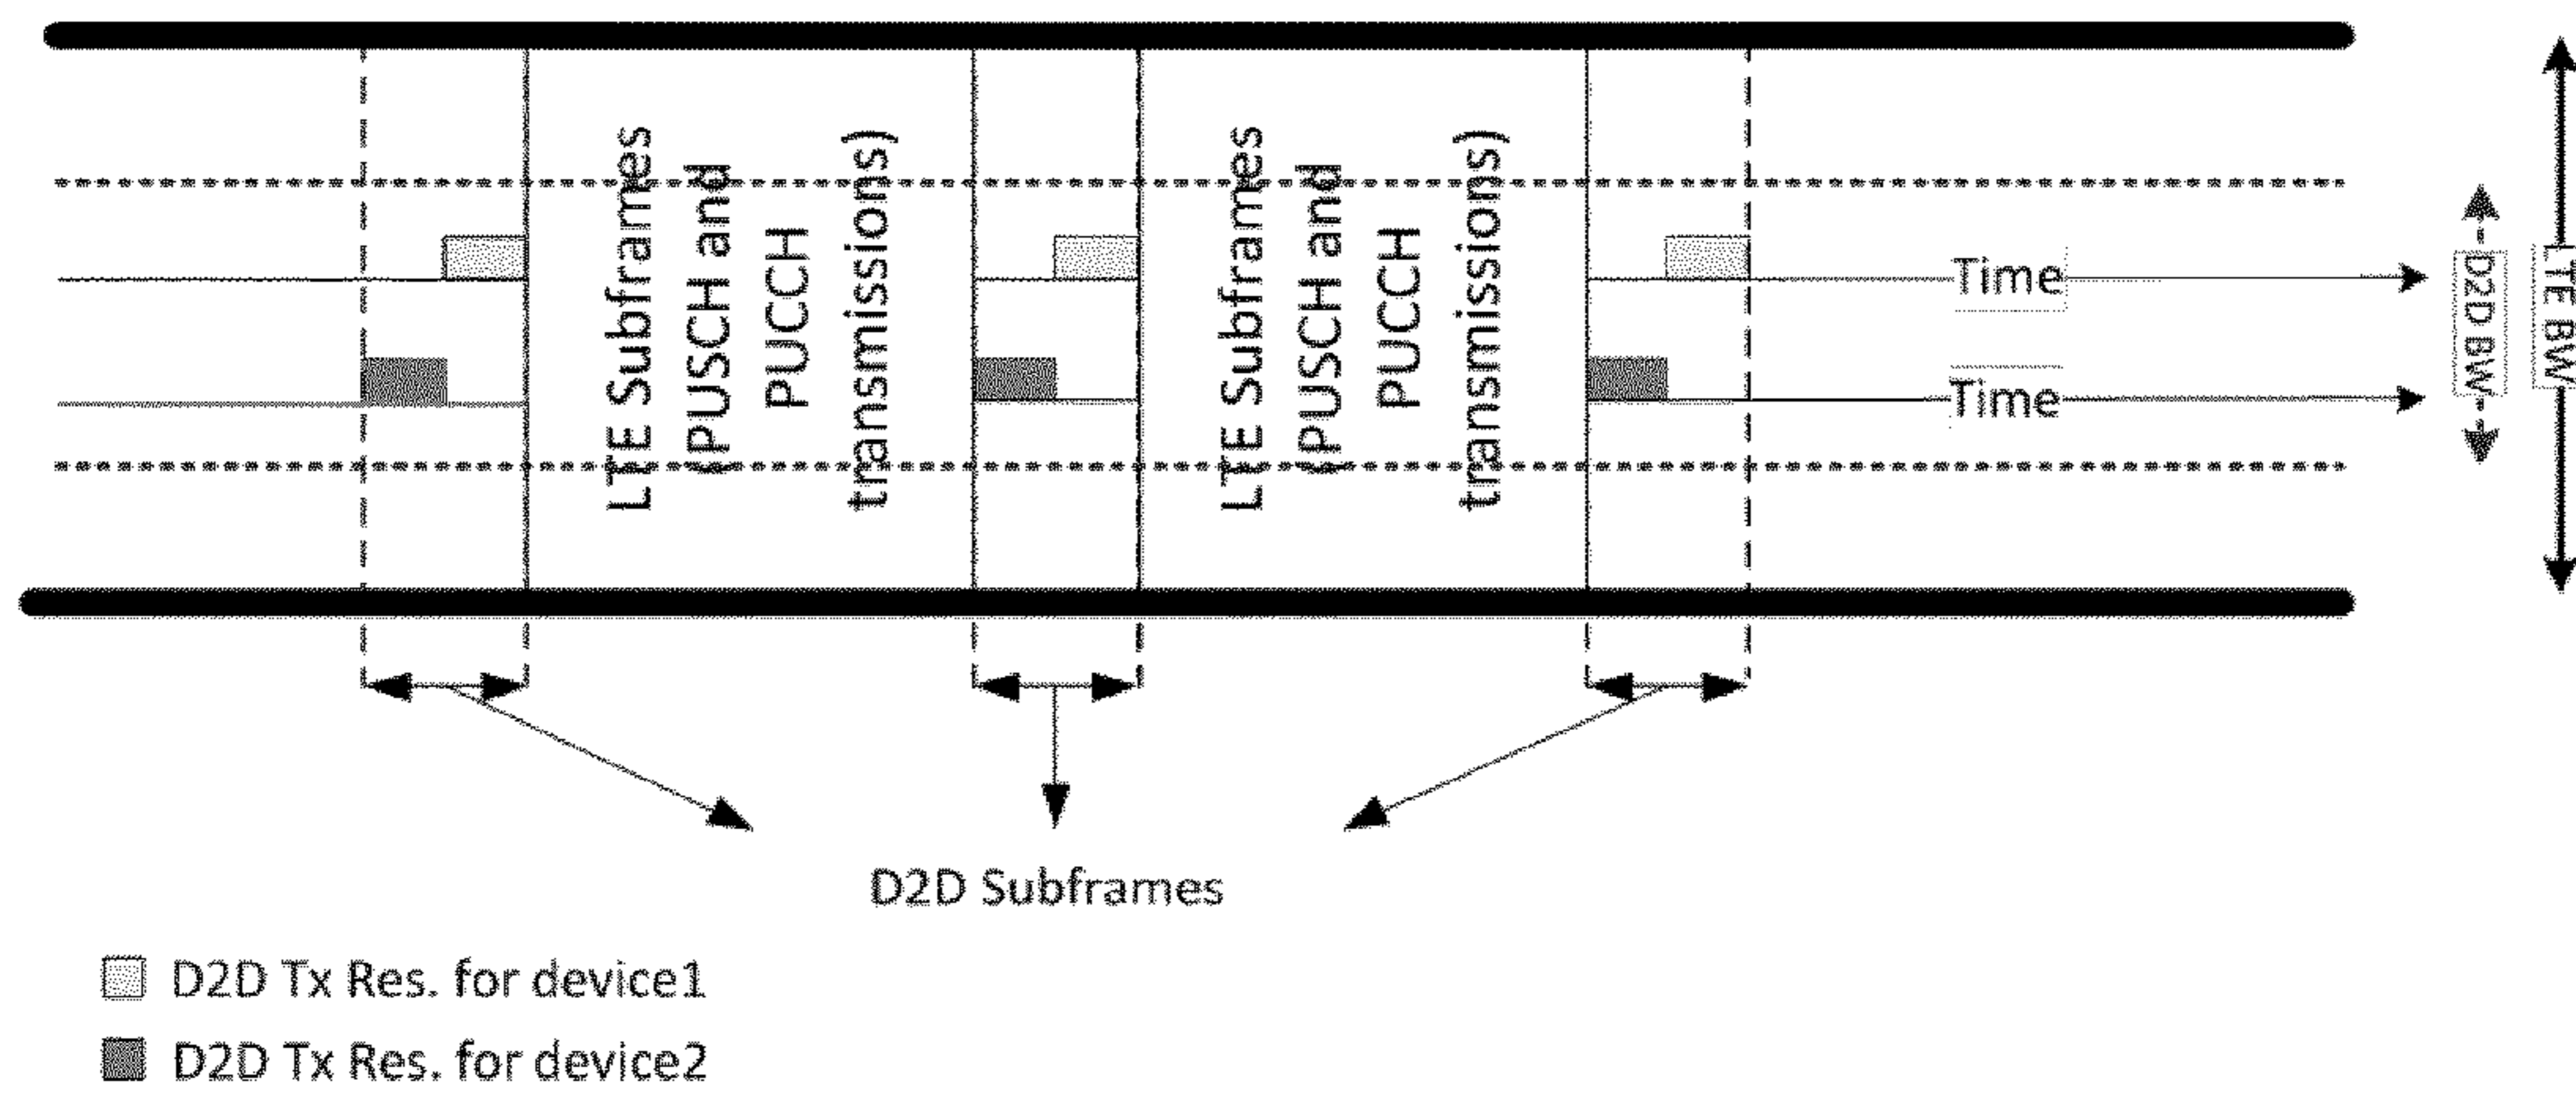 LTE Subframes
(PUSCH and
PUCCH
transmissions)
LTE Subframes
(PUSCH and
PUCCH
transmissions)
Time
Time
D2D BW
LTE BW
D2D Subframes
D2D Tx Res. for device1
D2D Tx Res. for device2